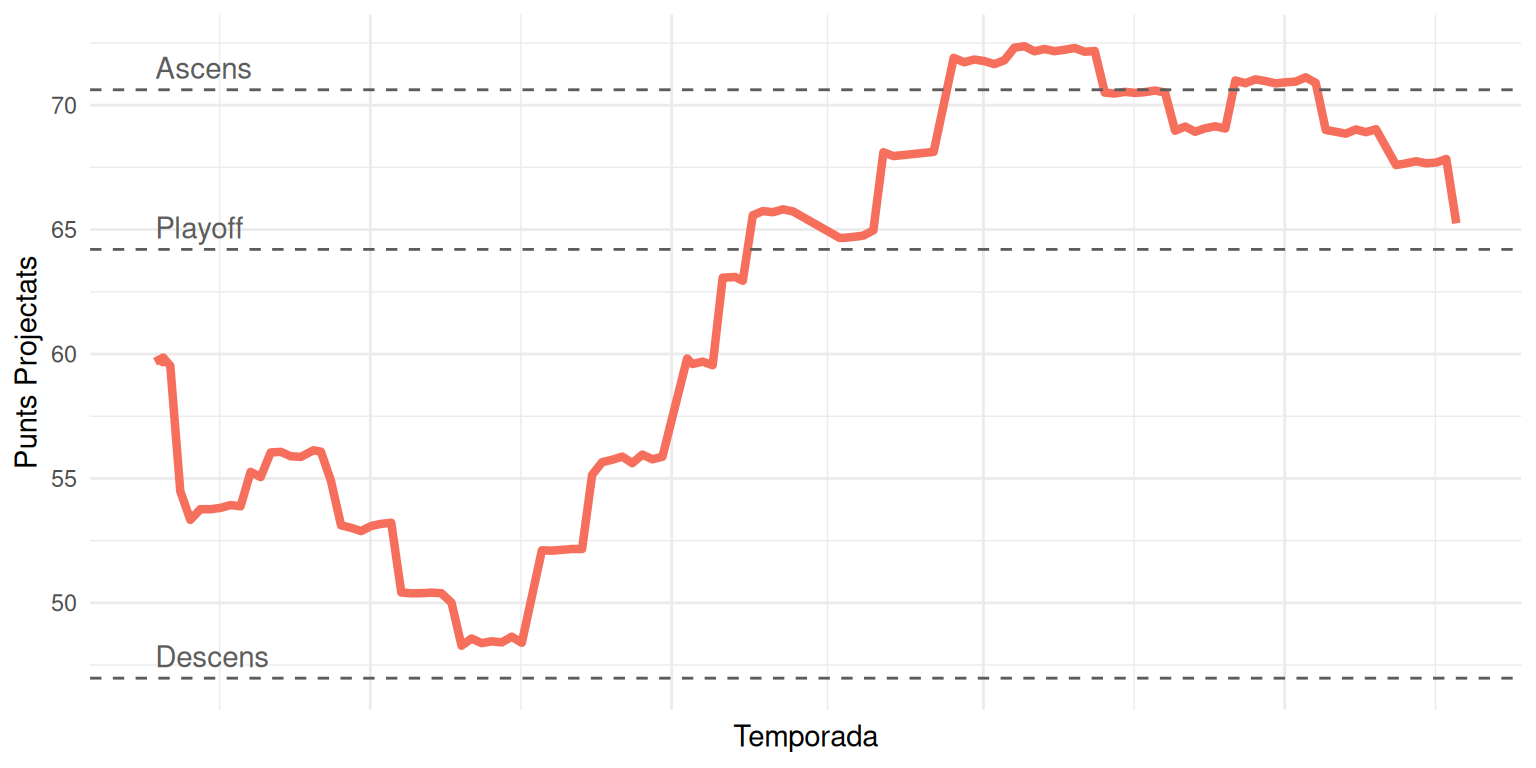 Ascens
70
Playoff
65
60
55
50
Descens
Punts Projectats
Temporada